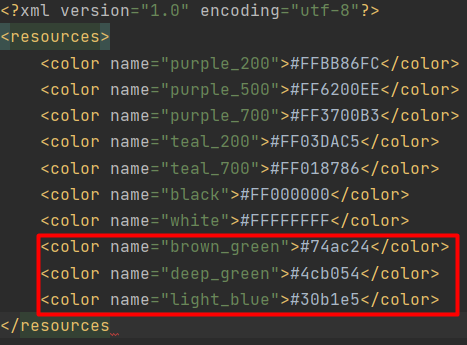 <?xml version="1.0" encoding="utf-8"?>
<resources>
<color name="purple_200">#FFBB86FC</color>
<color name="purple_500">#FF6200EE</color>
<color name="purple_700">#FF3700B3</color>
<color name="teal_200">#FF03DAC5</color>
<color name="teal_700">#FF018786</color>
<color name="black">#FF000000</color>
<color name="white">#FFFFFFFF</color>
<color name="brown_green">#74ac24</color>
<color name="deep_green">#4cb054</color>
<color name="light_blue">#30b1e5</color>
</resources